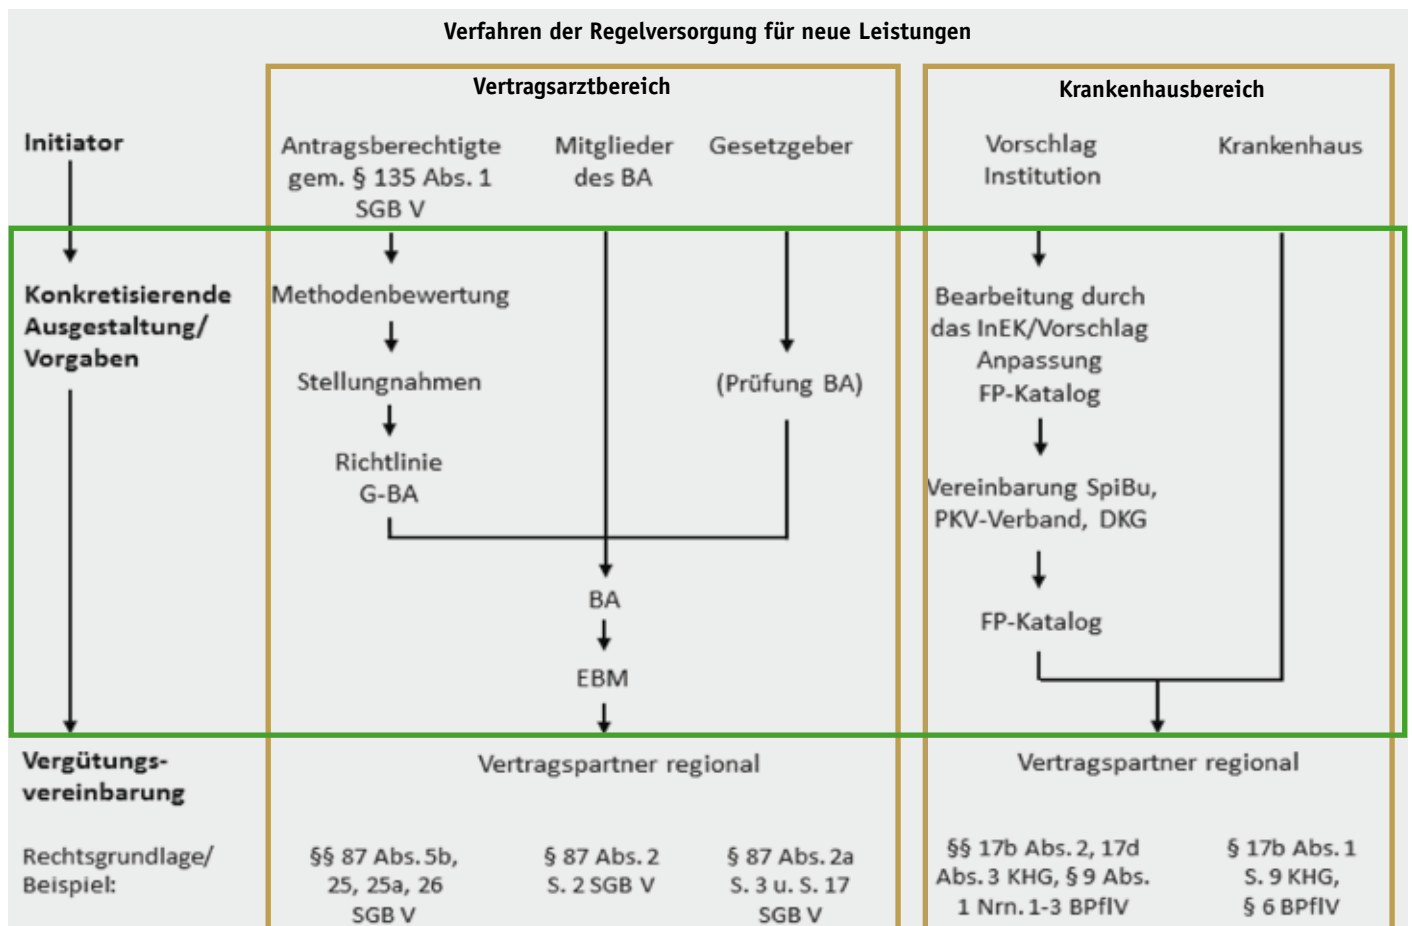 Verfahren der Regelversorgung für neue Leistungen
Vertragsarztbereich
Krankenhausbereich
Initiator
Antragsberechtigte
gem. § 135 Abs. 1
SGB V
Mitglieder
des BA
Gesetzgeber
Vorschlag
Institution
Krankenhaus
Konkretisierende
Ausgestaltung/
Vorgaben
Methodenbewertung
Stellungnahmen
Richtlinie
G-BA
(Prüfung BA)
BA
EBM
Bearbeitung durch
das InEK/Vorschlag
Anpassung
FP-Katalog
Vereinbarung SpiBu,
PKV-Verband, DKG
FP-Katalog
Vergütungs-
vereinbarung
Vertragspartner regional
Vertragspartner regional
Rechtsgrundlage/
Beispiel:
§§ 87 Abs. 5b,
25, 25a, 26
SGB V
§ 87 Abs. 2
S. 2 SGB V
§ 87 Abs. 2a
S. 3 u. S. 17
SGB V
§§ 17b Abs. 2, 17d
Abs. 3 KHG, § 9 Abs.
1 Nrn. 1-3 BPflV
§ 17b Abs. 1
S. 9 KHG,
§ 6 BPflV